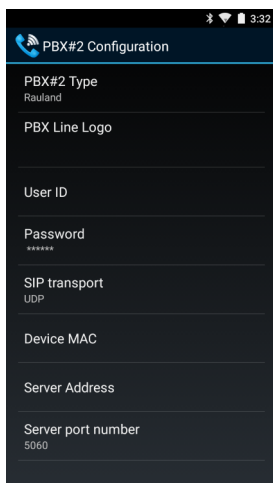 3:32
PBX#2 Configuration
PBX#2 Type
Rauland
PBX Line Logo
User ID
Password
******
SIP transport
UDP
Device MAC
Server Address
Server port number
5060